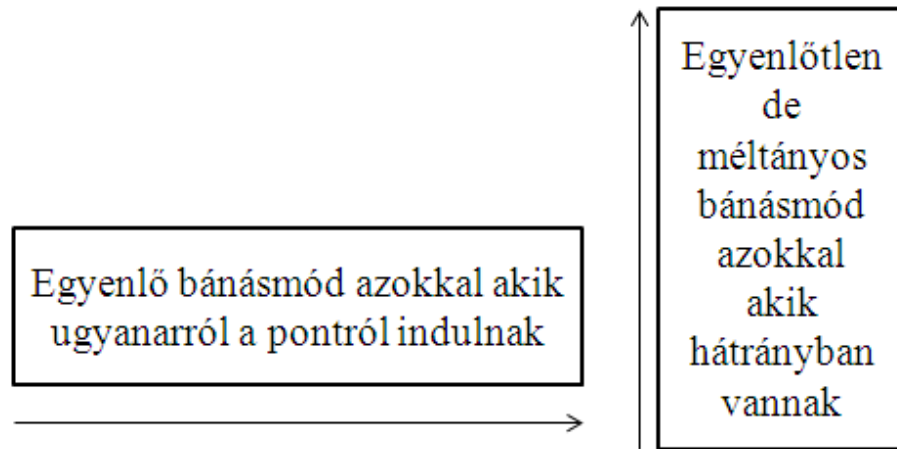 Egyenlő bánásmód azokkal akik
ugyanarról a pontról indulnak
Egyenlőtlen
de
méltányos
bánásmód
azokkal
akik
hátrányban
vannak